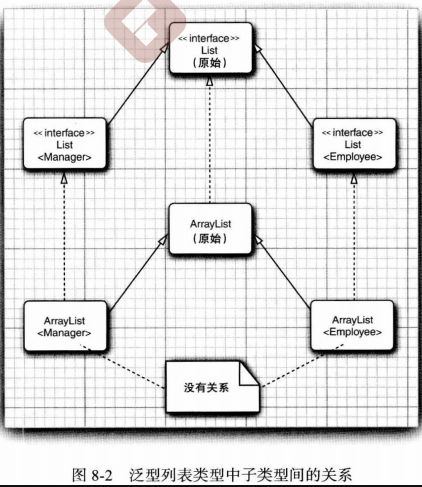 << interface >>
List
(原始)
<< interface >>
List
<Manager>
<< interface >>
List
<Employee>
ArrayList
(原始)
ArrayList
<Manager>
ArrayList
<Employee>
没有关系
图 8-2 泛型列表类型中子类型间的关系